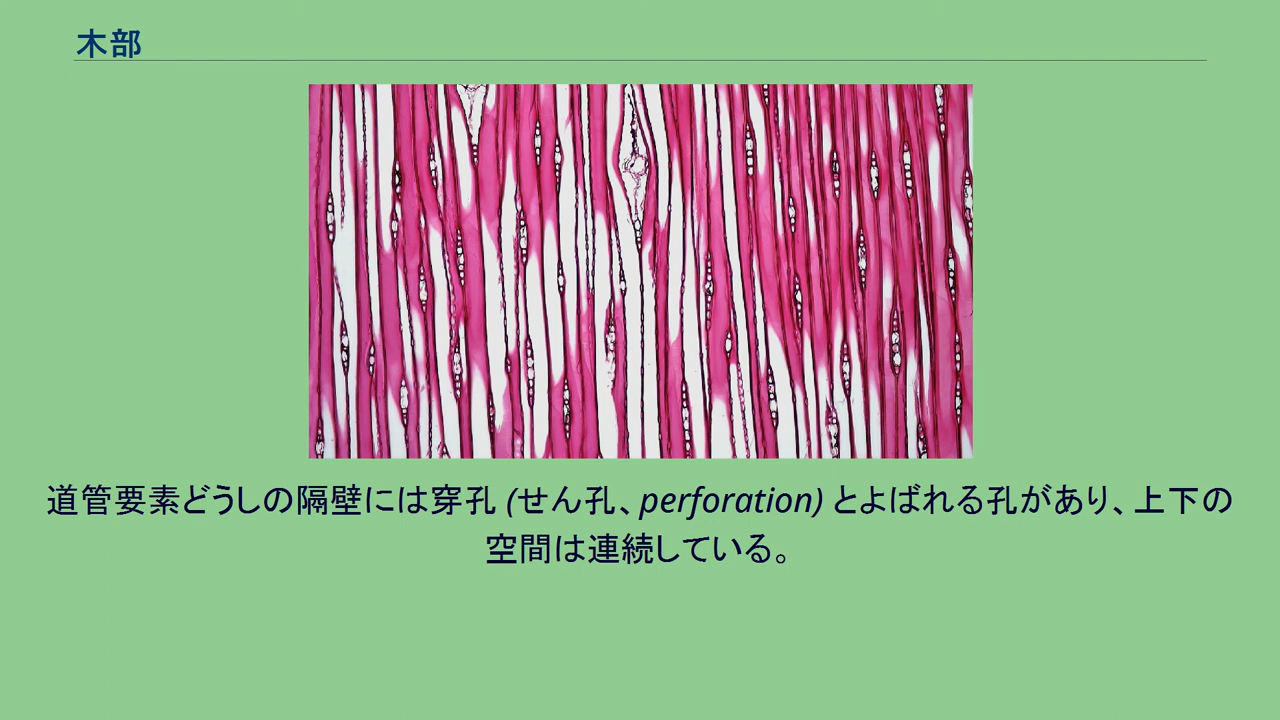 木部
道管要素どうしの隔壁には穿孔 (せん孔、perforation) とよばれる孔があり、上下の
空間は連続している。